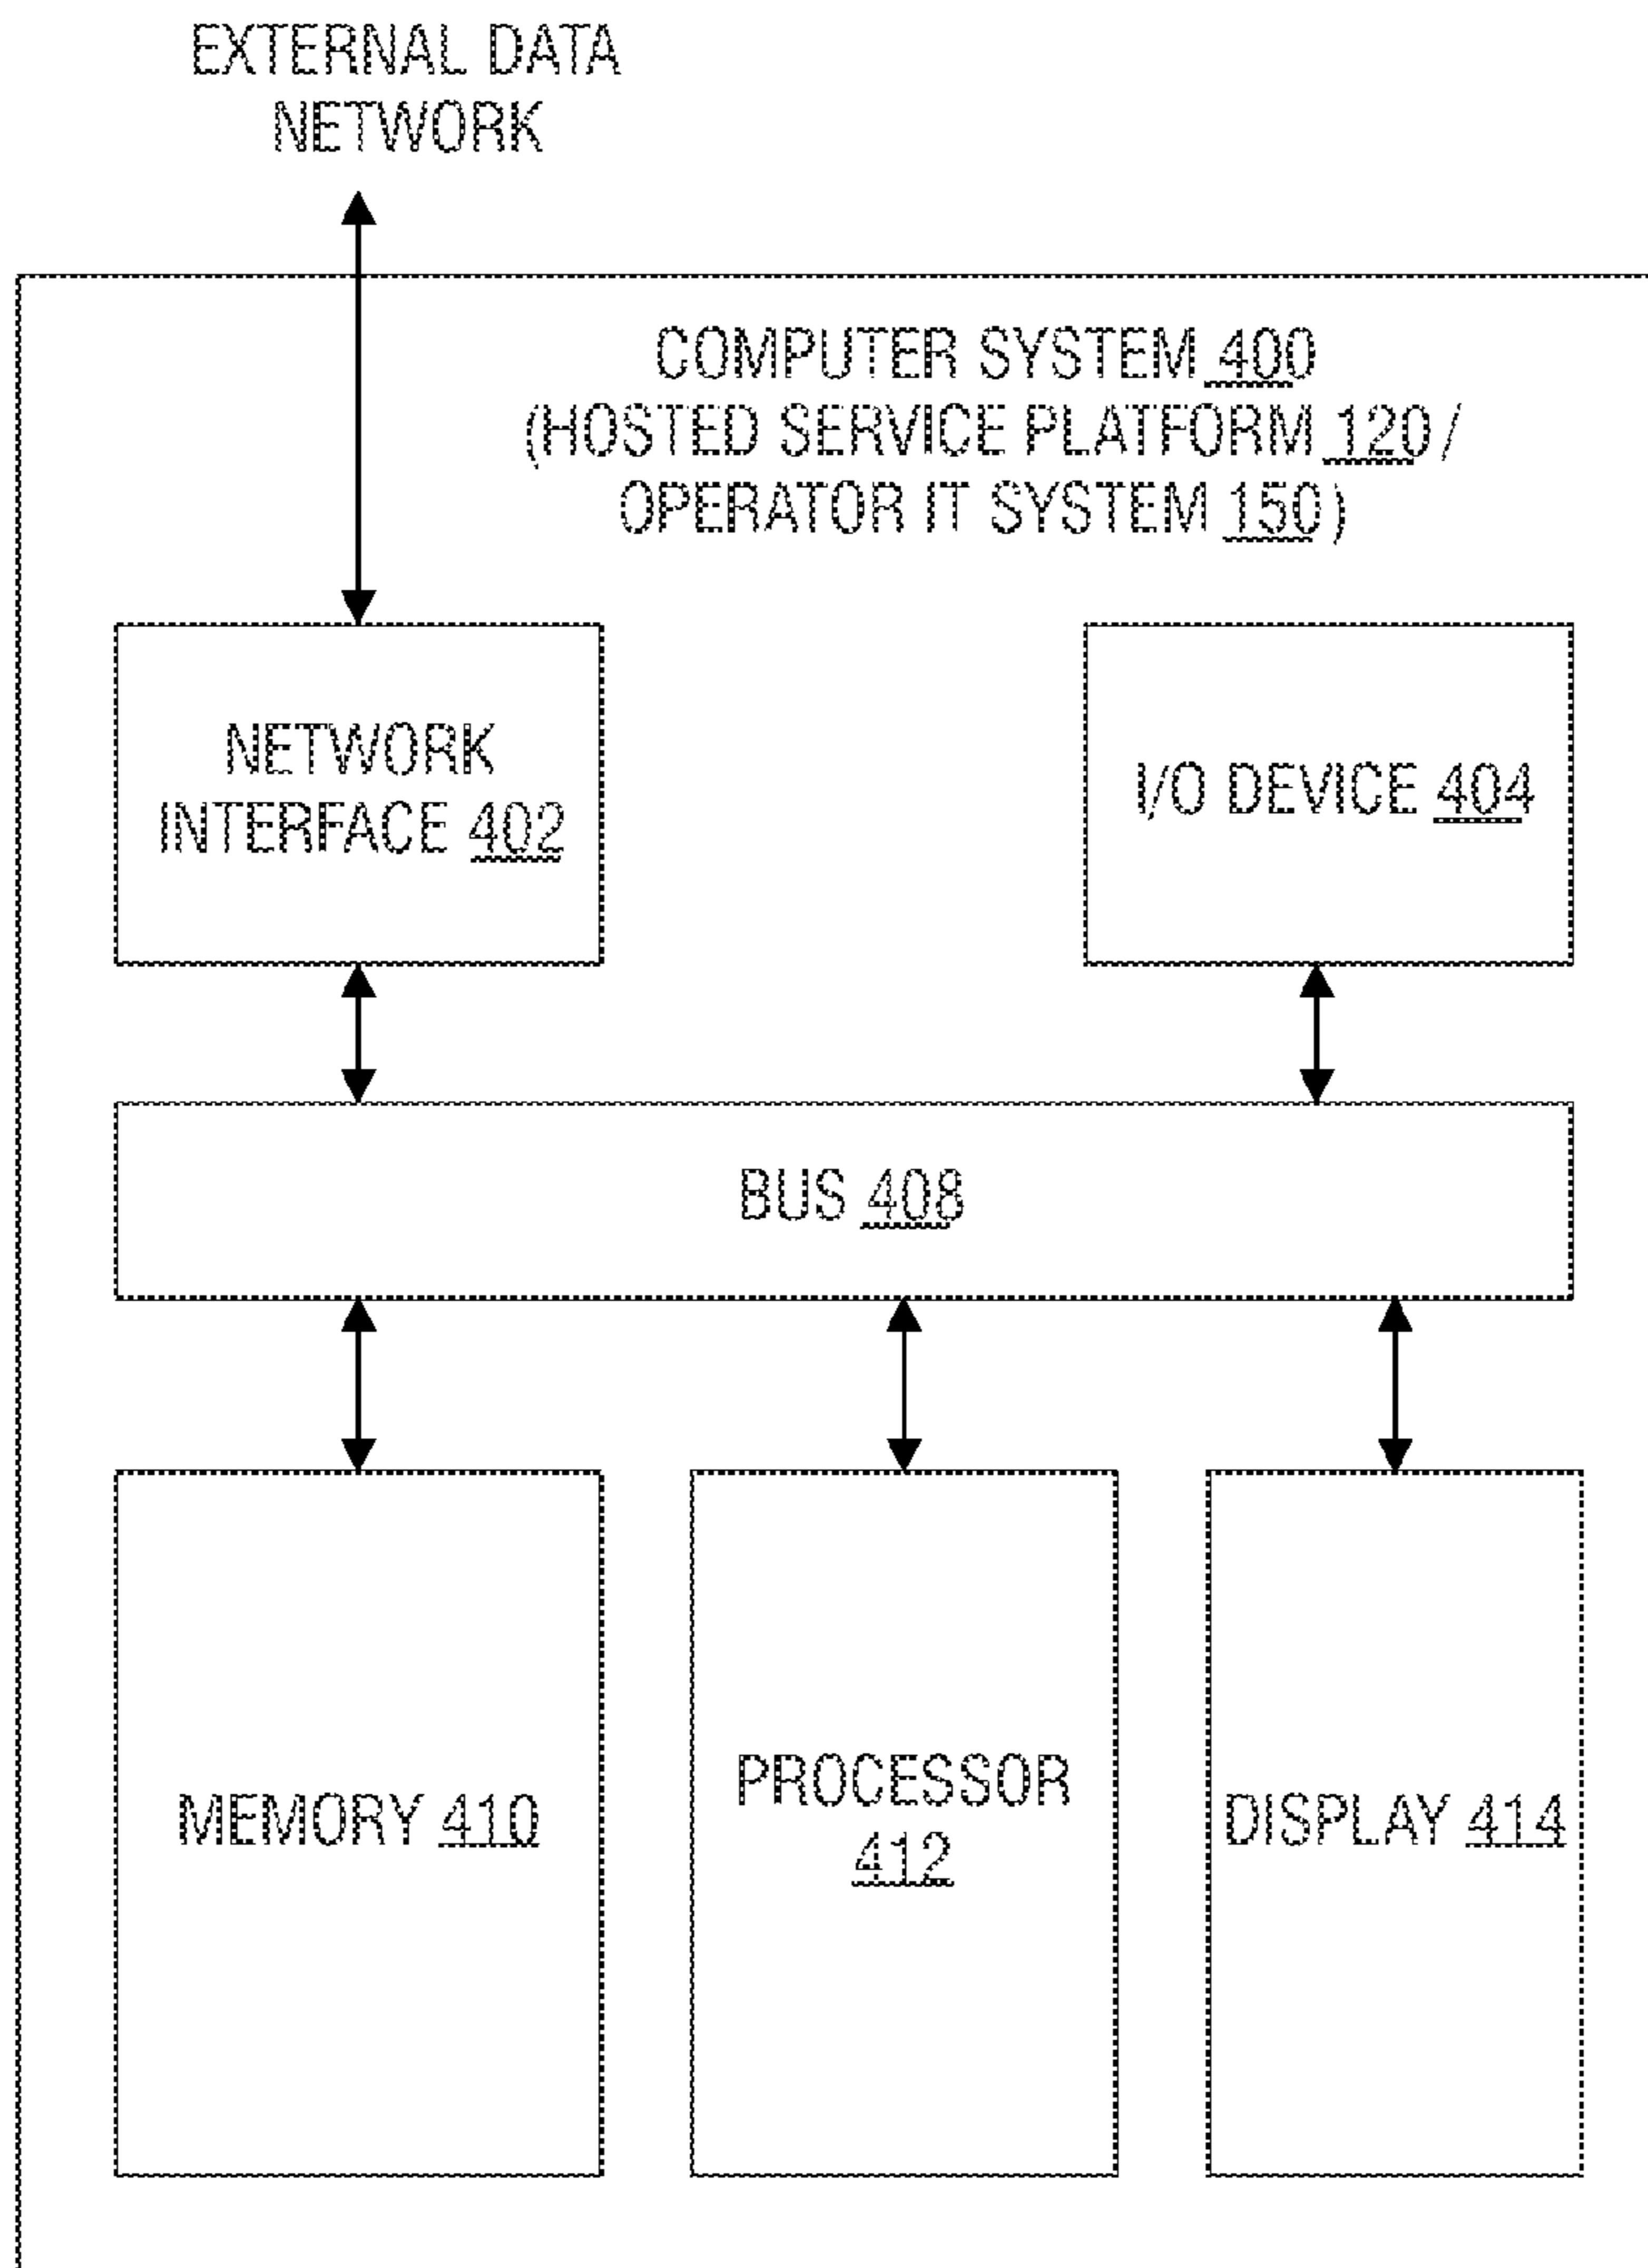 EXTERNAL DATA
NETWORK
COMPUTER SYSTEM 400
(HOSTED SERVICE PLATFORM 120 /
OPERATOR IT SYSTEM 150)
NETWORK
INTERFACE 402
I/O DEVICE 404
BUS 408
MEMORY 410
PROCESSOR
412
DISPLAY 414